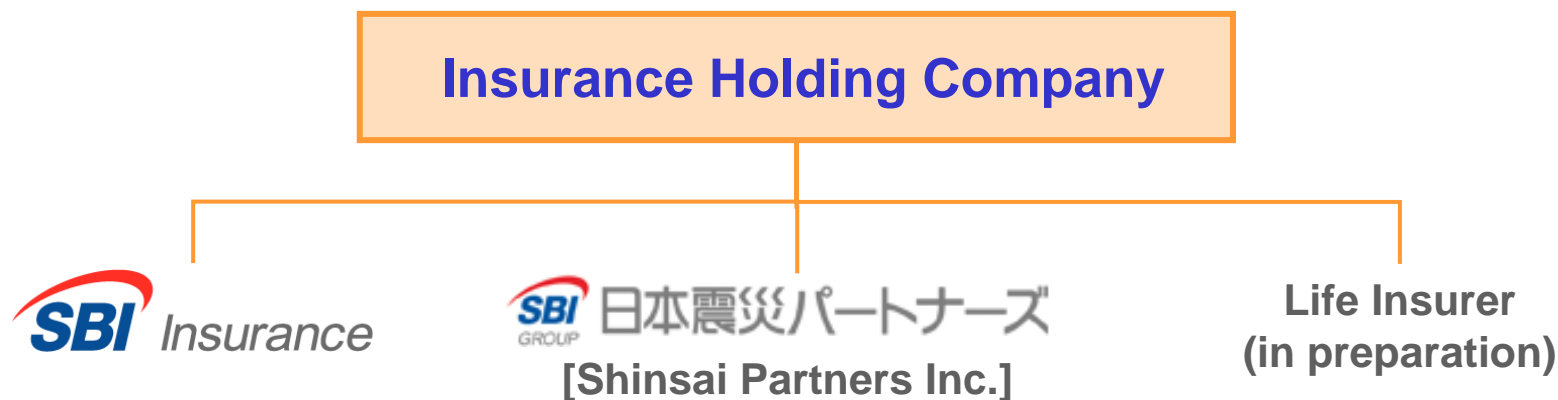 Insurance Holding Company
SBI Insurance
SBI GROUP 日本震災パートナーズ
[Shinsai Partners Inc.]
Life Insurer
(in preparation)